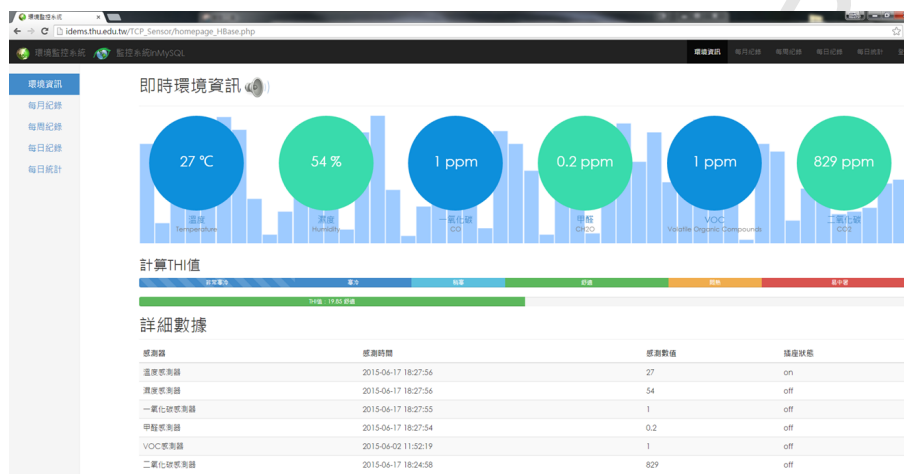 環境監控系統
idems.thu.edu.tw/TCP_Sensor/homepage_HBase.php
環境監控系統 監控系統InMySQL 環境資訊 每月紀錄 每周紀錄 每日紀錄 每日統計
環境資訊
每月紀錄
每周紀錄
每日紀錄
每日統計
即時環境資訊
27 ℃ 54 % 1 ppm 0.2 ppm 1 ppm 829 ppm
溫度 濕度 一氧化碳 甲醛 VOC 二氧化碳
Temperature Humidity CO CH2O Volatile Organic Compounds CO2
計算THI值
非常寒冷 寒冷 稍寒 舒適 悶熱 易中暑
THI值 : 19.85 舒適
詳細數據
感測器 感測時間 感測數值 插座狀態
溫度感測器 2015-06-17 18:27:56 27 on
濕度感測器 2015-06-17 18:27:56 54 off
一氧化碳感測器 2015-06-17 18:27:55 1 off
甲醛感測器 2015-06-17 18:27:54 0.2 off
VOC感測器 2015-06-02 11:52:19 1 off
二氧化碳感測器 2015-06-17 18:24:58 829 off